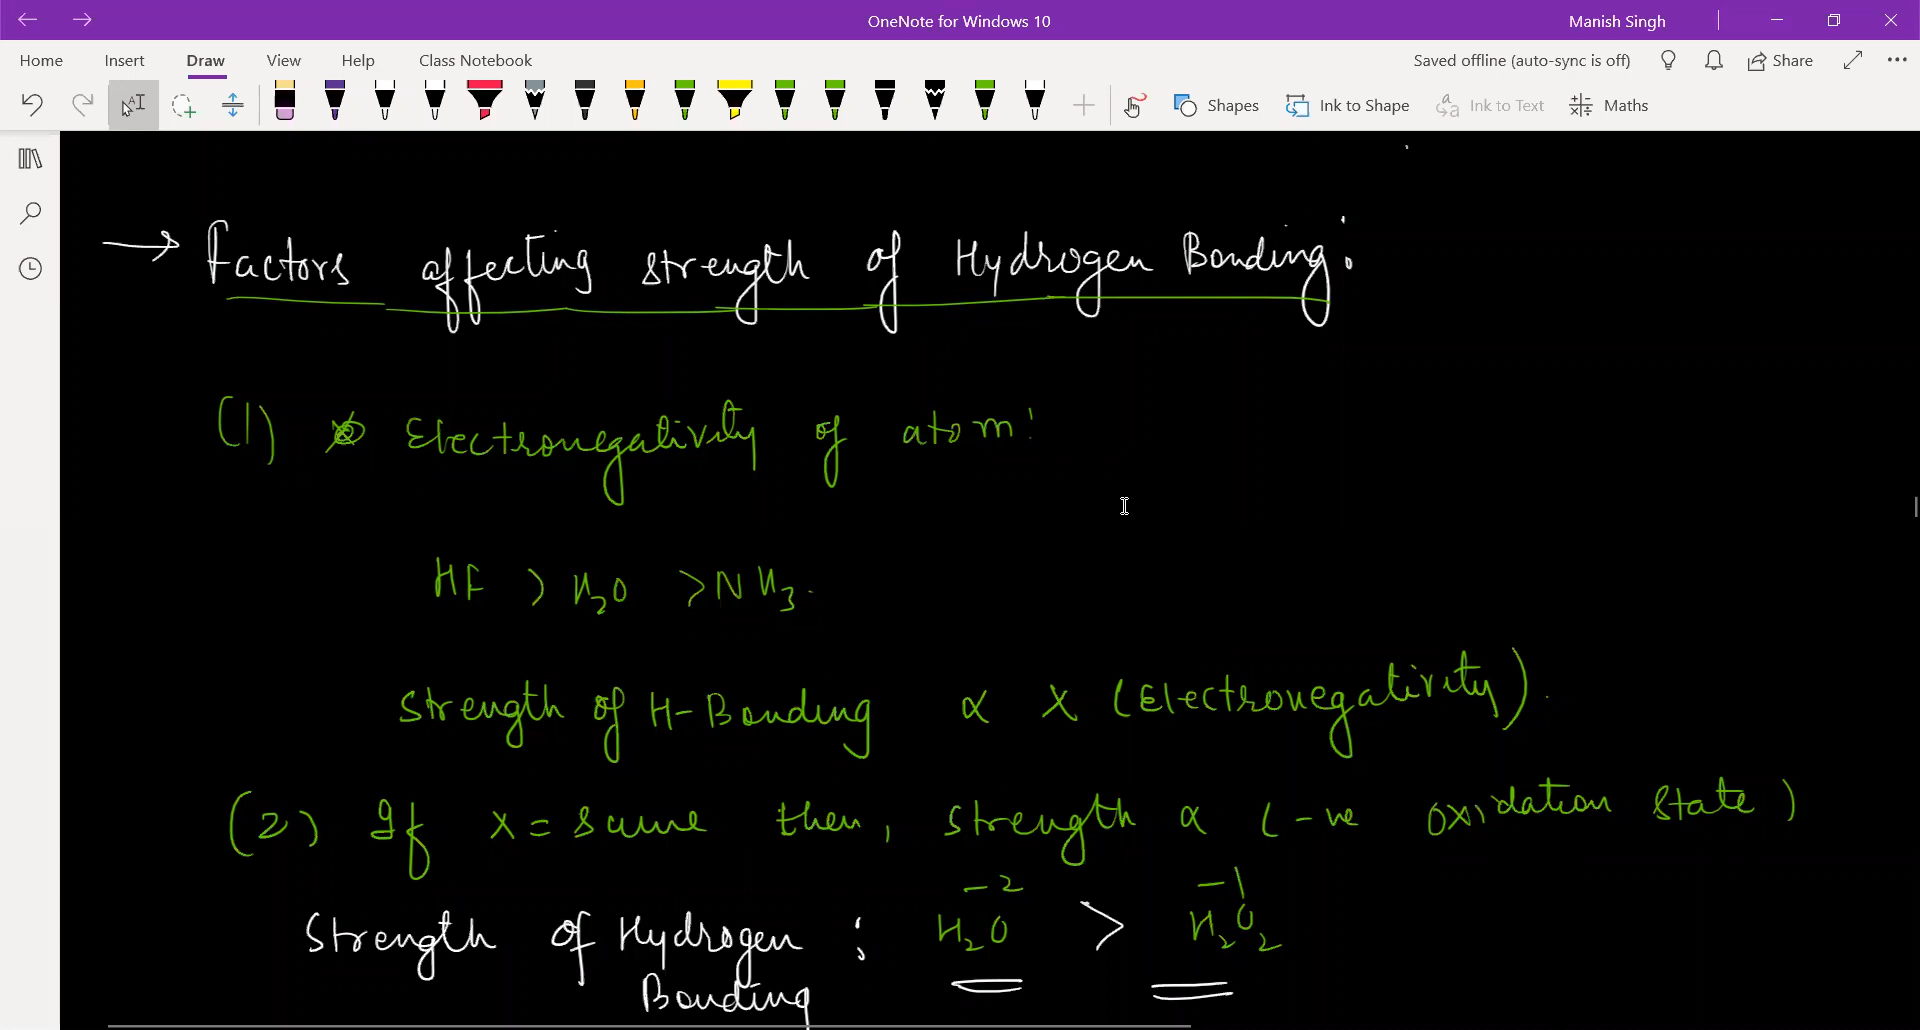 OneNote for Windows 10
Manish Singh
Home Insert Draw View Help Class Notebook
Saved offline (auto-sync is off) Share
Shapes Ink to Shape Ink to Text Maths
→ Factors affecting strength of Hydrogen Bonding:
(1) Electronegativity of atom:
HF > H₂O > NH₃.
Strength of H-Bonding α X (Electronegativity).
(2) If X = same then, strength α (-ve oxidation state)
-2 -1
Strength of Hydrogen : H₂O > H₂O₂
Bonding